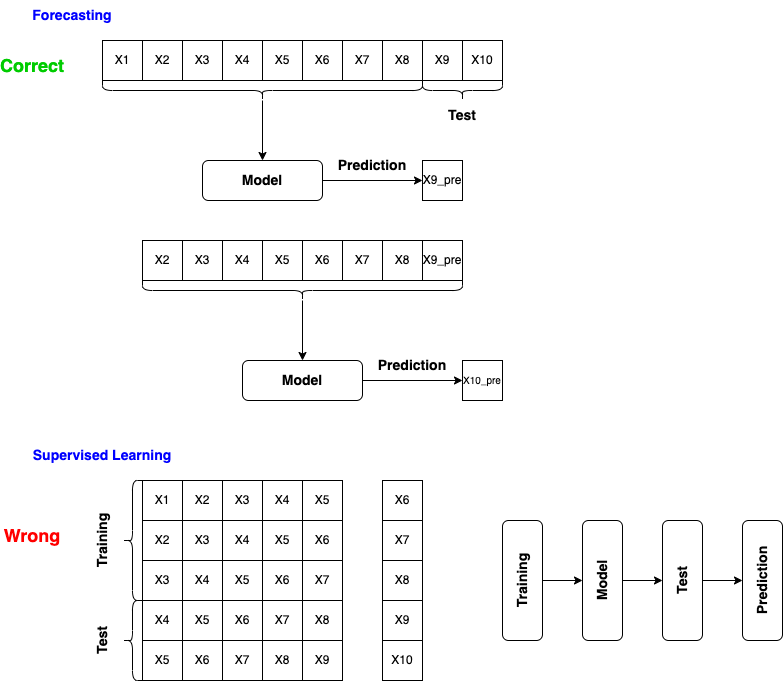 Forecasting
Correct
X1 X2 X3 X4 X5 X6 X7 X8 X9 X10
Test
Model
Prediction
X9_pre
X2 X3 X4 X5 X6 X7 X8 X9_pre
Model
Prediction
X10_pre
Supervised Learning
Wrong
Training
X1 X2 X3 X4 X5 X6
X2 X3 X4 X5 X6 X7
X3 X4 X5 X6 X7 X8
Test
X4 X5 X6 X7 X8 X9
X5 X6 X7 X8 X9 X10
Training
Model
Test
Prediction